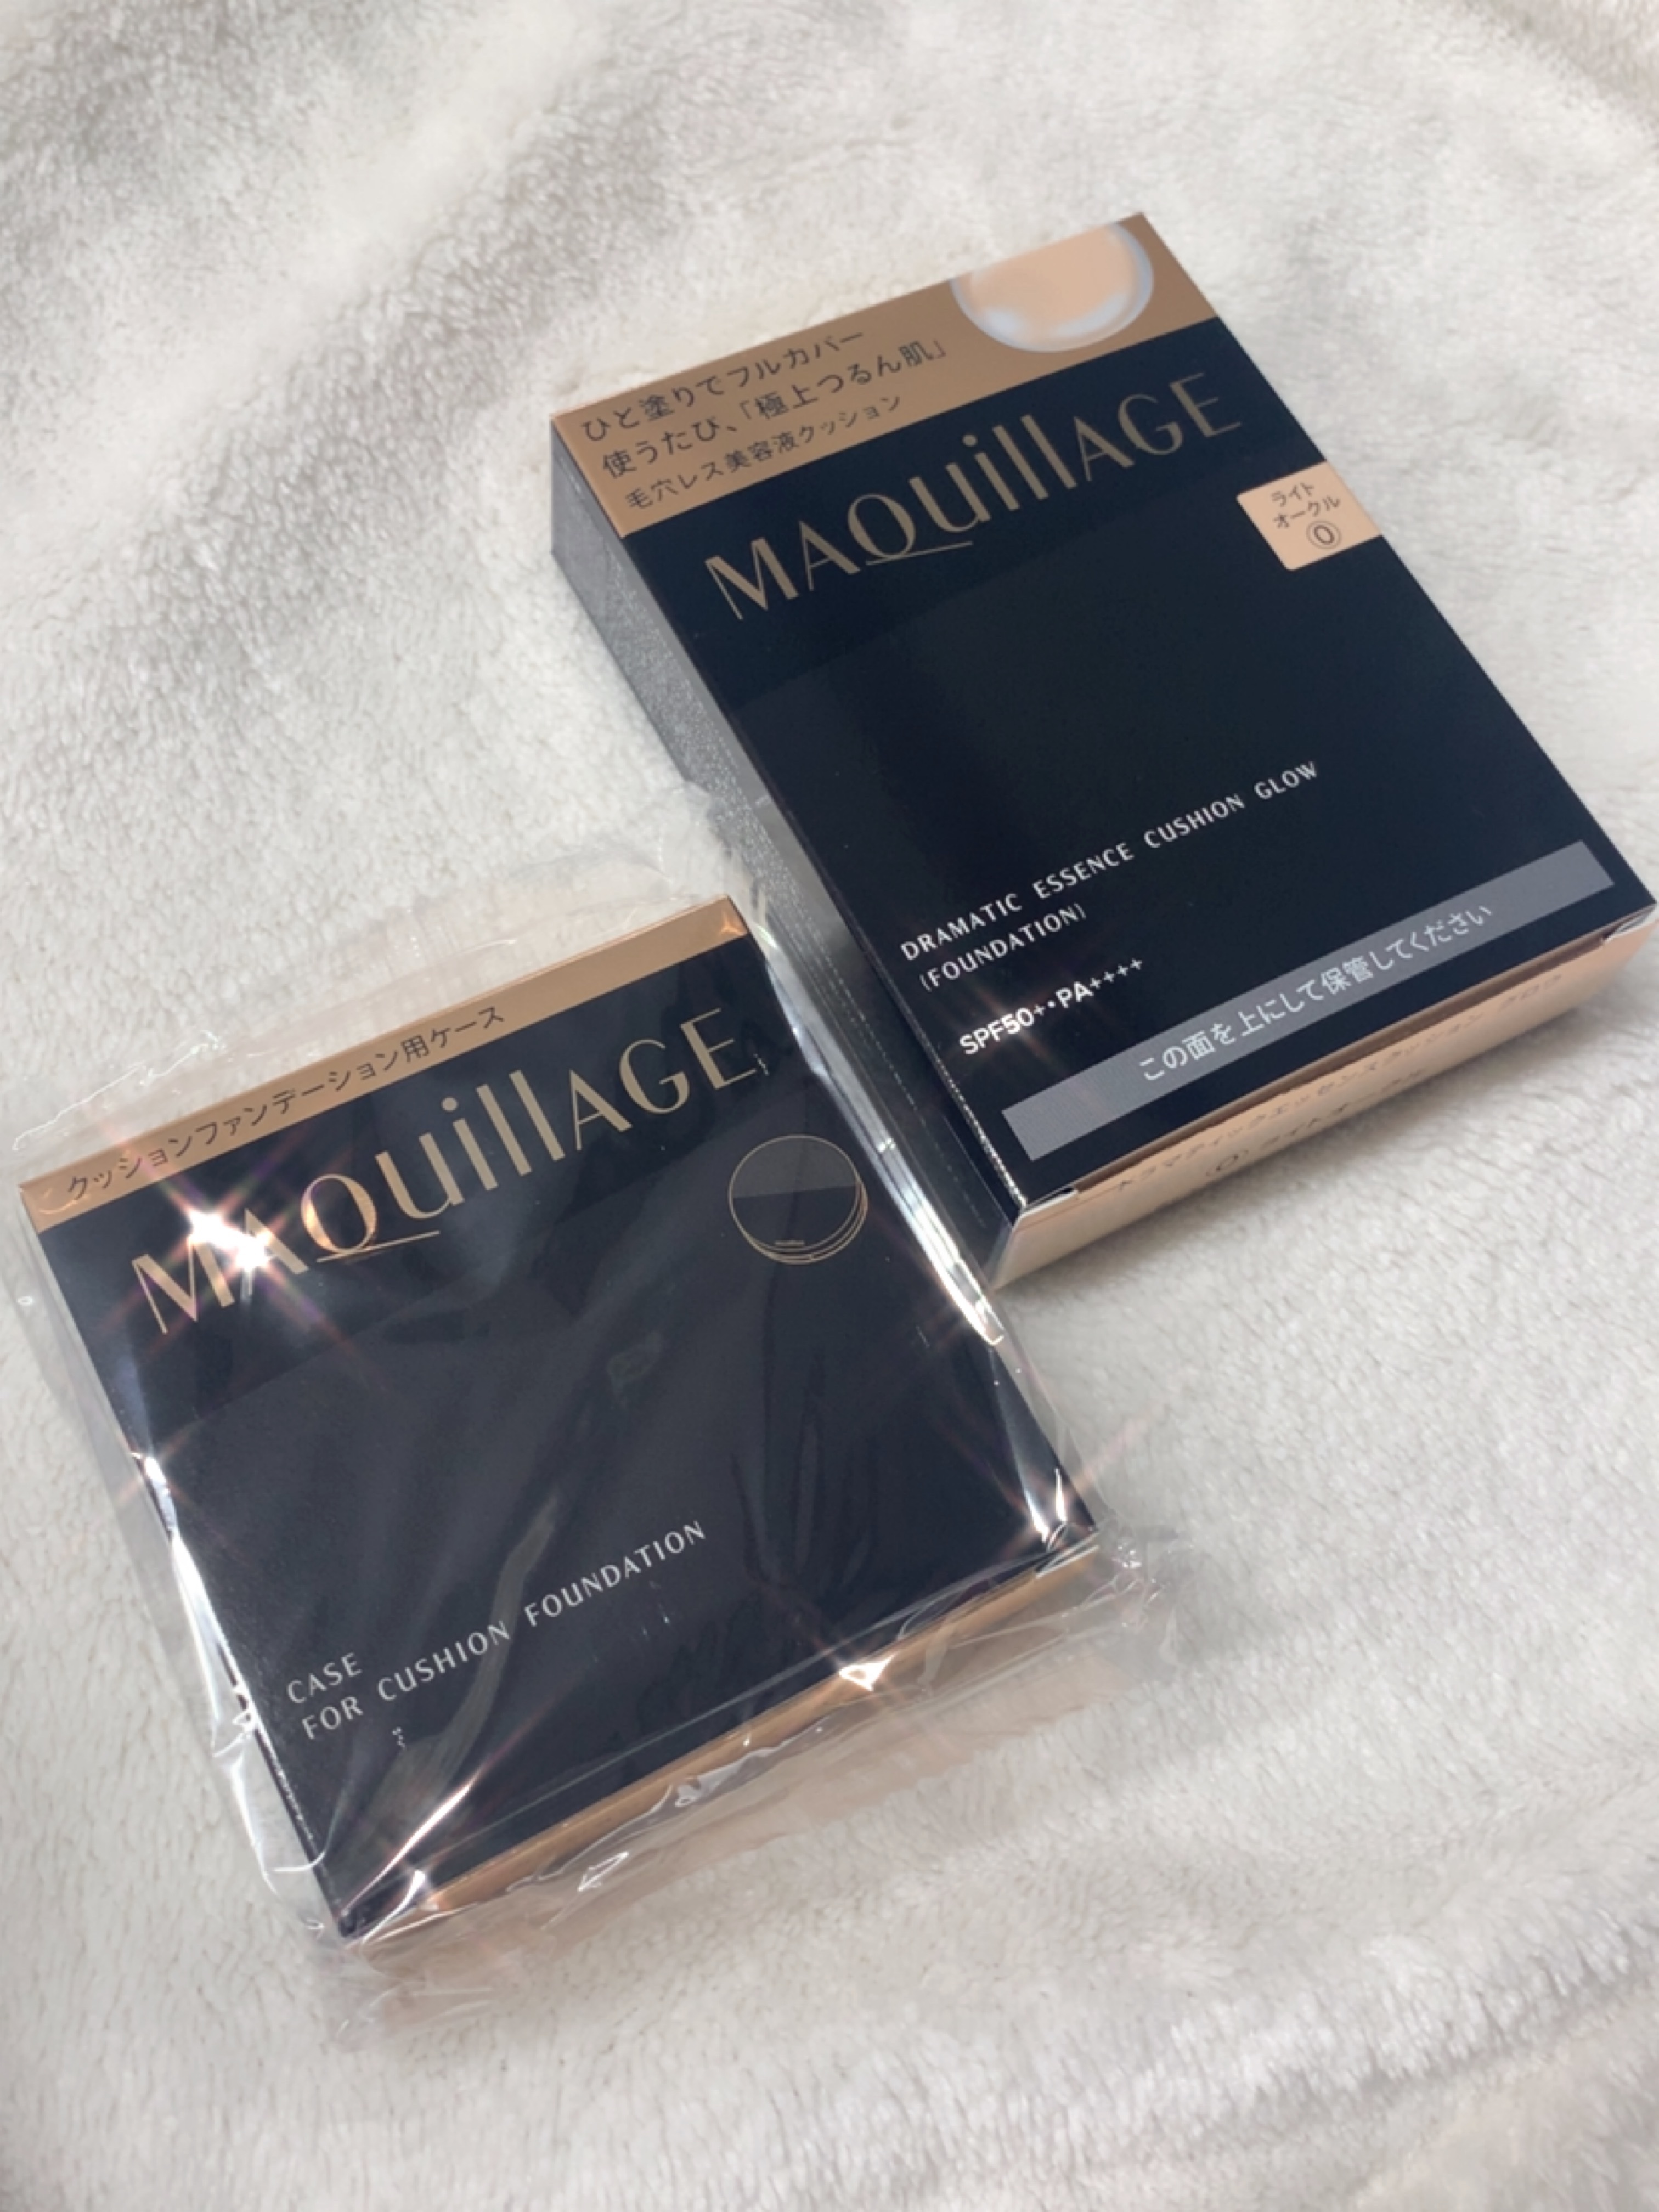 ひと塗りでフルカバー
使うたび、「極上つるん肌」
毛穴レス美容液クッション
MAQuillAGE
ライト
オークル
0
DRAMATIC ESSENCE CUSHION GLOW
(FOUNDATION)
SPF50+・PA++++
この面を上にして保管してください
クッションファンデーション用ケース
MAQuillAGE
CASE
FOR CUSHION FOUNDATION